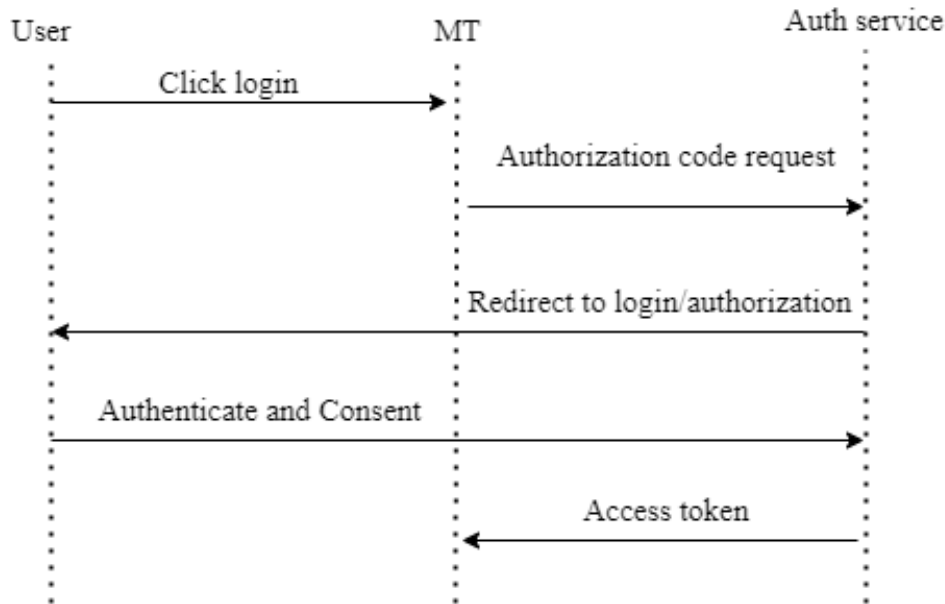 User
MT
Auth service
Click login
Authorization code request
Redirect to login/authorization
Authenticate and Consent
Access token